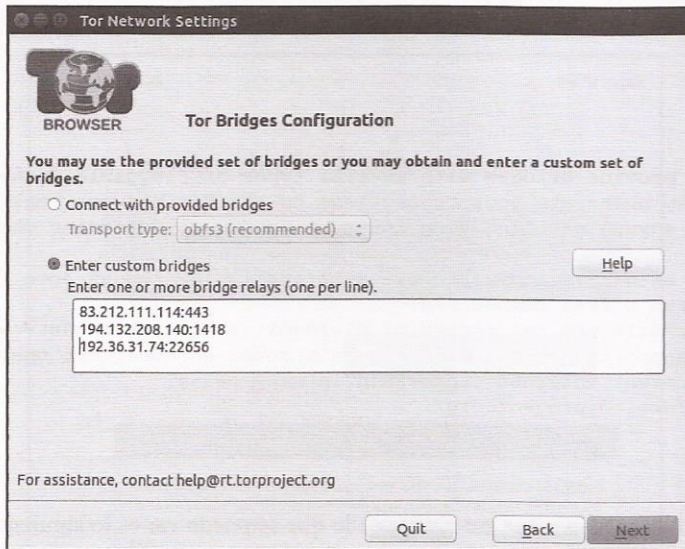 Tor Network Settings
Tor
BROWSER
Tor Bridges Configuration
You may use the provided set of bridges or you may obtain and enter a custom set of
bridges.
Connect with provided bridges
Transport type: obfs3 (recommended)
Enter custom bridges
Help
Enter one or more bridge relays (one per line).
83.212.111.114:443
194.132.208.140:1418
192.36.31.74:22656
For assistance, contact help@rt.torproject.org
Quit
Back
Next